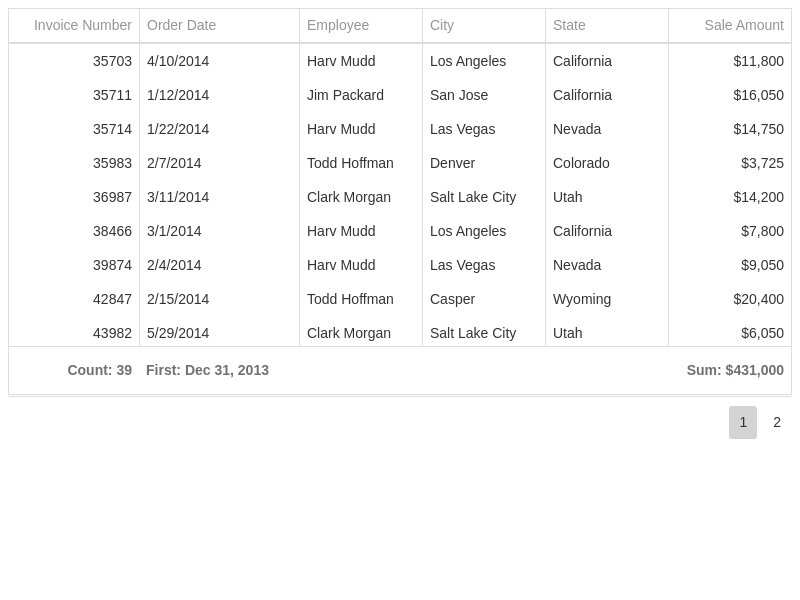 Invoice Number Order Date Employee City State Sale Amount
35703 4/10/2014 Harv Mudd Los Angeles California $11,800
35711 1/12/2014 Jim Packard San Jose California $16,050
35714 1/22/2014 Harv Mudd Las Vegas Nevada $14,750
35983 2/7/2014 Todd Hoffman Denver Colorado $3,725
36987 3/11/2014 Clark Morgan Salt Lake City Utah $14,200
38466 3/1/2014 Harv Mudd Los Angeles California $7,800
39874 2/4/2014 Harv Mudd Las Vegas Nevada $9,050
42847 2/15/2014 Todd Hoffman Casper Wyoming $20,400
43982 5/29/2014 Clark Morgan Salt Lake City Utah $6,050
Count: 39 First: Dec 31, 2013 Sum: $431,000
1 2